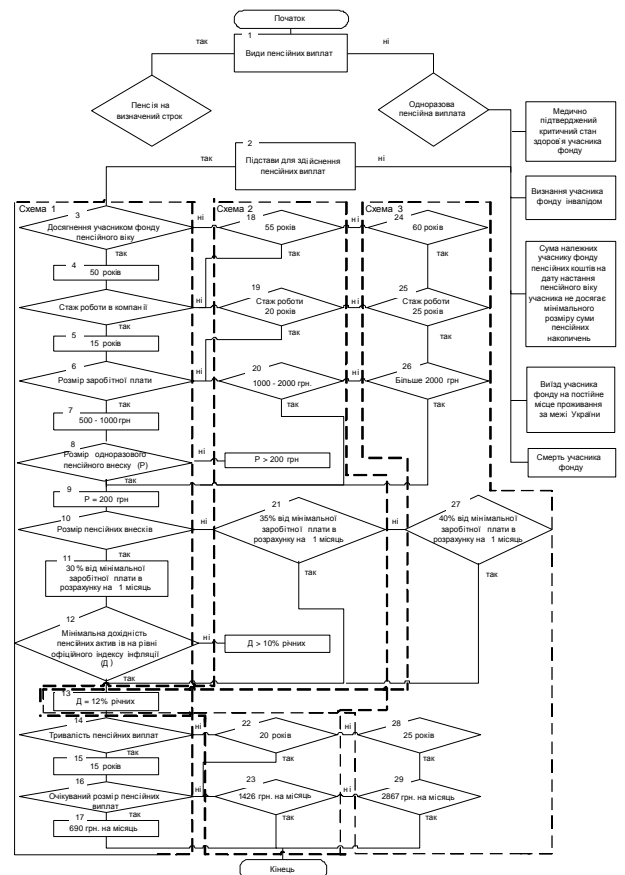 Початок
1
так
ні
Види пенсійних виплат
Пенсія на
визначений строк
Одноразова
пенсійна виплата
Медично
підтверджений
критичний стан
здоров'я учасника
фонду
2
так
ні
Підстави для здійснення
пенсійних виплат
Визнання учасника
фонду інвалідом
Схема 1
Схема 2
Схема 3
3
Досягнення учасником фонду
пенсійного віку
ні
18
55 років
ні
24
60 років
так
так
так
4
50 років
Сума належних
учаснику фонду
пенсійних коштів на
дату настання
пенсійного віку
учасника не досягає
мінімального
розміру суми
пенсійних
накопичень
Стаж роботи в компанії
ні
19
Стаж роботи
20 років
ні
25
Стаж роботи
25 років
так
так
так
5
15 років
6
Розмір заробітної плати
ні
20
1000 - 2000 грн.
ні
26
Більше 2000 грн
так
так
так
Виїзд учасника
фонду на постійне
місце проживання
за межі України
7
500 - 1000 грн
8
Розмір одноразового
пенсійного внеску (Р)
ні
Р > 200 грн
так
Смерть учасника
фонду
9
Р = 200 грн
10
Розмір пенсійних внесків
ні
21
35% від мінімальної
заробітної плати в
розрахунку на 1 місяць
ні
27
40% від мінімальної
заробітної плати в
розрахунку на 1 місяць
так
так
так
11
30% від мінімальної
заробітної плати в
розрахунку на 1 місяць
12
Мінімальна дохідність
пенсійних актив ів на рівні
офіційного індексу інфляції
(Д )
ні
Д > 10% річних
так
13
Д = 12% річних
14
Тривалість пенсійних виплат
ні
22
20 років
ні
28
25 років
так
так
так
15
15 років
16
Очікуваний розмір пенсійних
виплат
ні
23
1426 грн. на місяць
ні
29
2867 грн. на місяць
так
так
так
17
690 грн. на місяць
Кінець